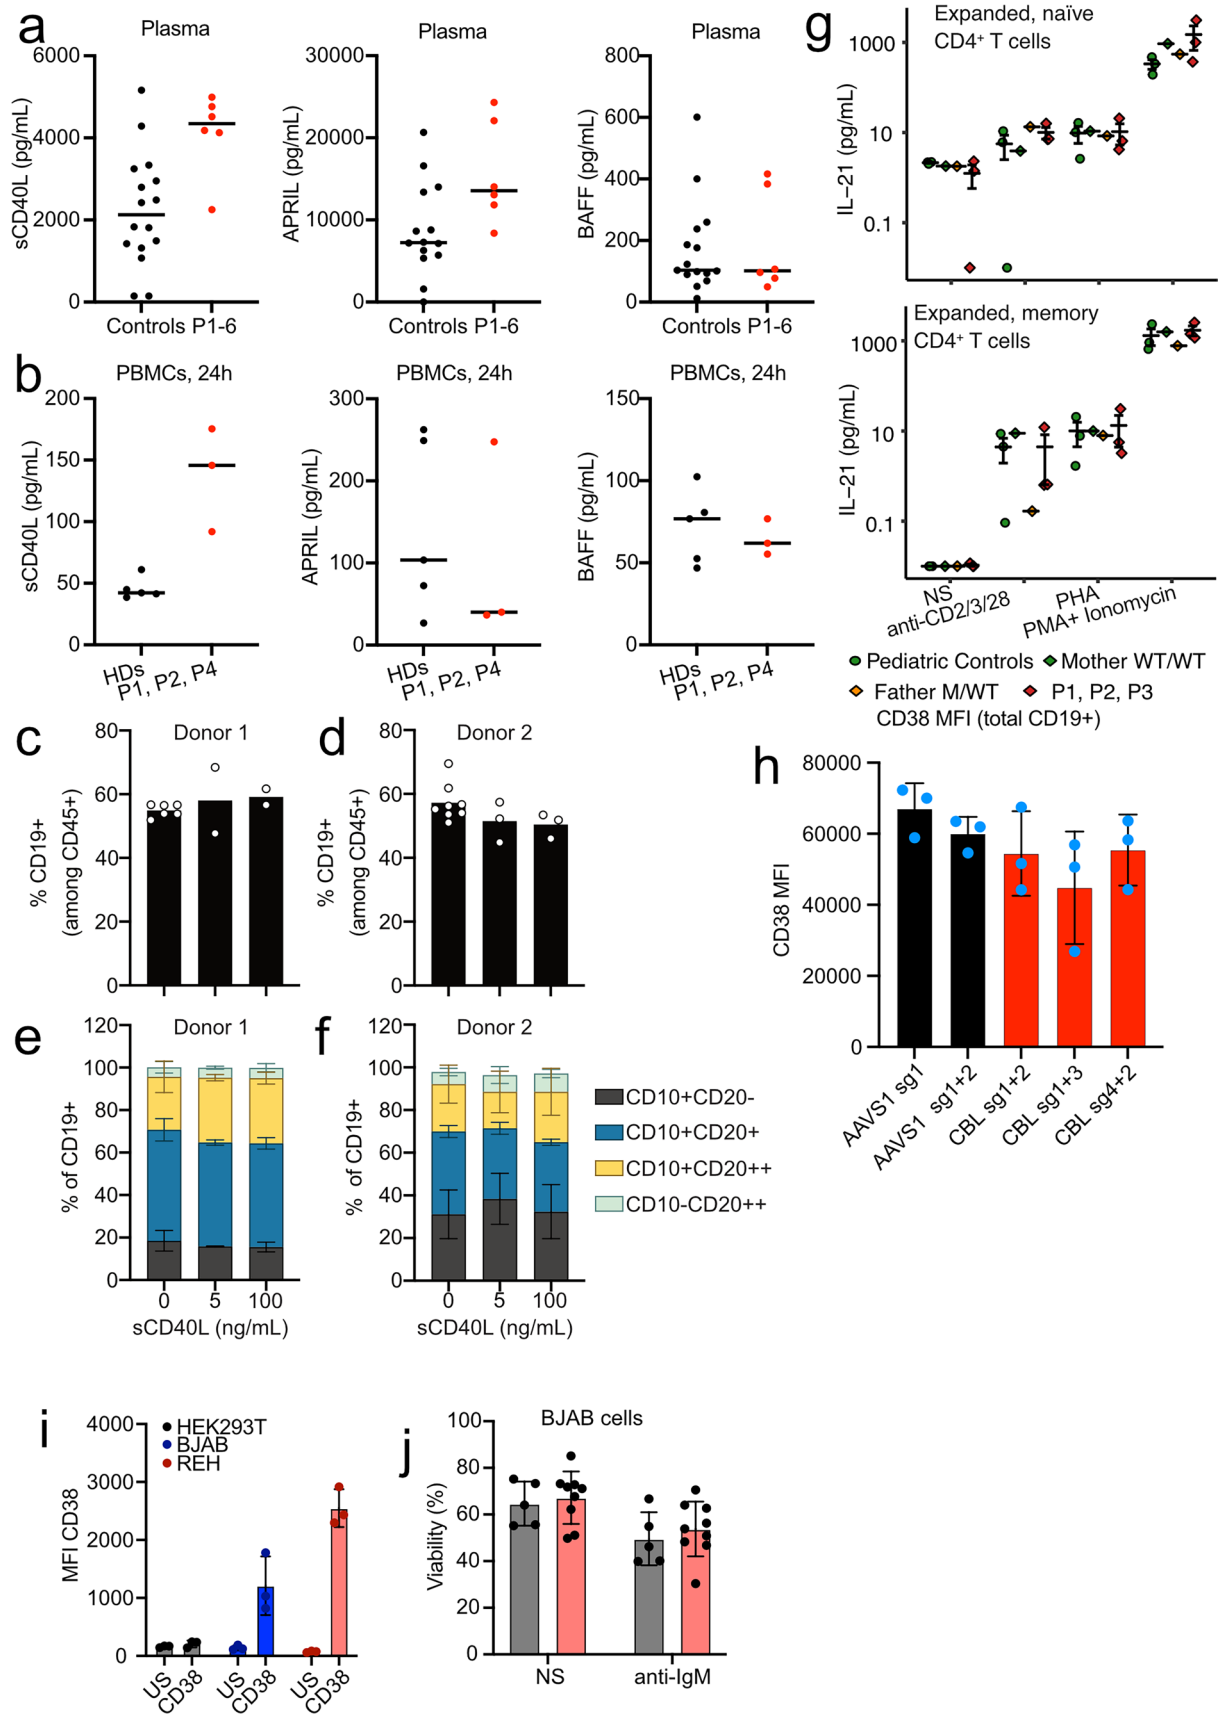 a
Plasma
sCD40L (pg/mL)
6000
4000
2000
0
Controls P1-6
Plasma
APRIL (pg/mL)
30000
20000
10000
0
Controls P1-6
Plasma
BAFF (pg/mL)
800
600
400
200
0
Controls P1-6
b
PBMCs, 24h
sCD40L (pg/mL)
200
150
100
50
0
HDs
P1, P2, P4
PBMCs, 24h
APRIL (pg/mL)
300
200
100
0
HDs
P1, P2, P4
PBMCs, 24h
BAFF (pg/mL)
150
100
50
0
HDs
P1, P2, P4
c
Donor 1
% CD19+
(among CD45+)
80
60
40
20
0
d
Donor 2
% CD19+
(among CD45+)
80
60
40
20
0
e
Donor 1
% of CD19+
120
100
80
60
40
20
0
0 5 100
sCD40L (ng/mL)
f
Donor 2
% of CD19+
120
100
80
60
40
20
0
0 5 100
sCD40L (ng/mL)
CD10+CD20-
CD10+CD20+
CD10+CD20++
CD10-CD20++
g
Expanded, naïve
CD4+ T cells
IL−21 (pg/mL)
1000
10
0.1
Expanded, memory
CD4+ T cells
IL−21 (pg/mL)
1000
10
0.1
NS
anti-CD2/3/28
PHA
PMA+ Ionomycin
Pediatric Controls
Mother WT/WT
Father M/WT
P1, P2, P3
h
CD38 MFI (total CD19+)
CD38 MFI
80000
60000
40000
20000
0
AAVS1 sg1
AAVS1 sg1+2
CBL sg1+2
CBL sg1+3
CBL sg4+2
i
MFI CD38
4000
3000
2000
1000
0
HEK293T
BJAB
REH
US
CD38
US
CD38
US
CD38
j
BJAB cells
Viability (%)
100
80
60
40
20
0
NS
anti-IgM